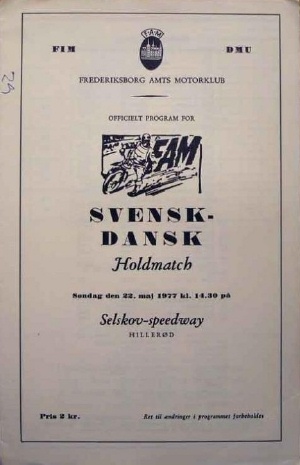 F·A·M
FIM DMU
FREDERIKSBORG AMTS MOTORKLUB
25
OFFICIELT PROGRAM FOR
FAM
SVENSK-
DANSK
Holdmatch
Søndag den 22. maj 1977 kl. 14.30 på
Selskov-speedway
HILLERØD
Pris 2 kr. Ret til ændringer i programmet forbeholdes